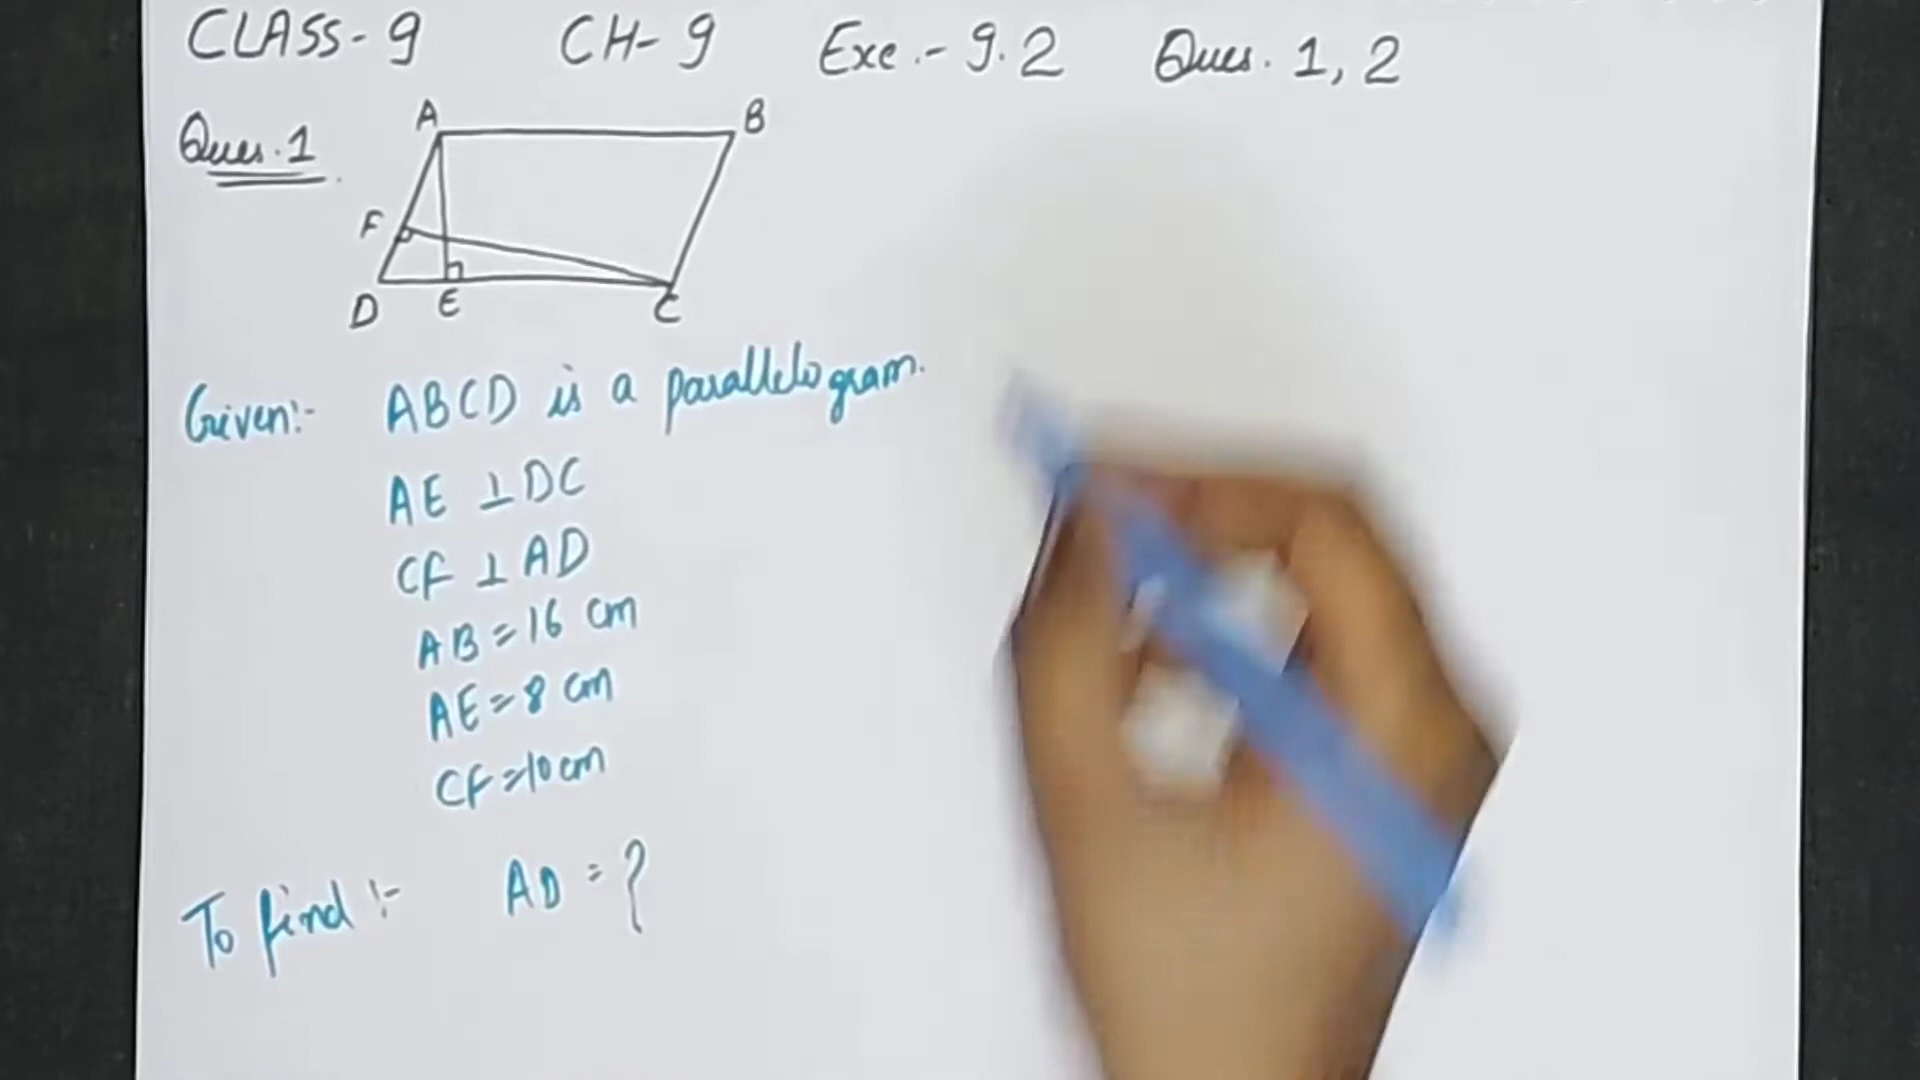 CLASS-9 CH-9 Exe.-9.2 Ques. 1,2
Ques.1
A B
F
D E C
Given:- ABCD is a parallelogram.
AE ⊥ DC
CF ⊥ AD
AB = 16 cm
AE = 8 cm
CF = 10 cm
To find:- AD = ?